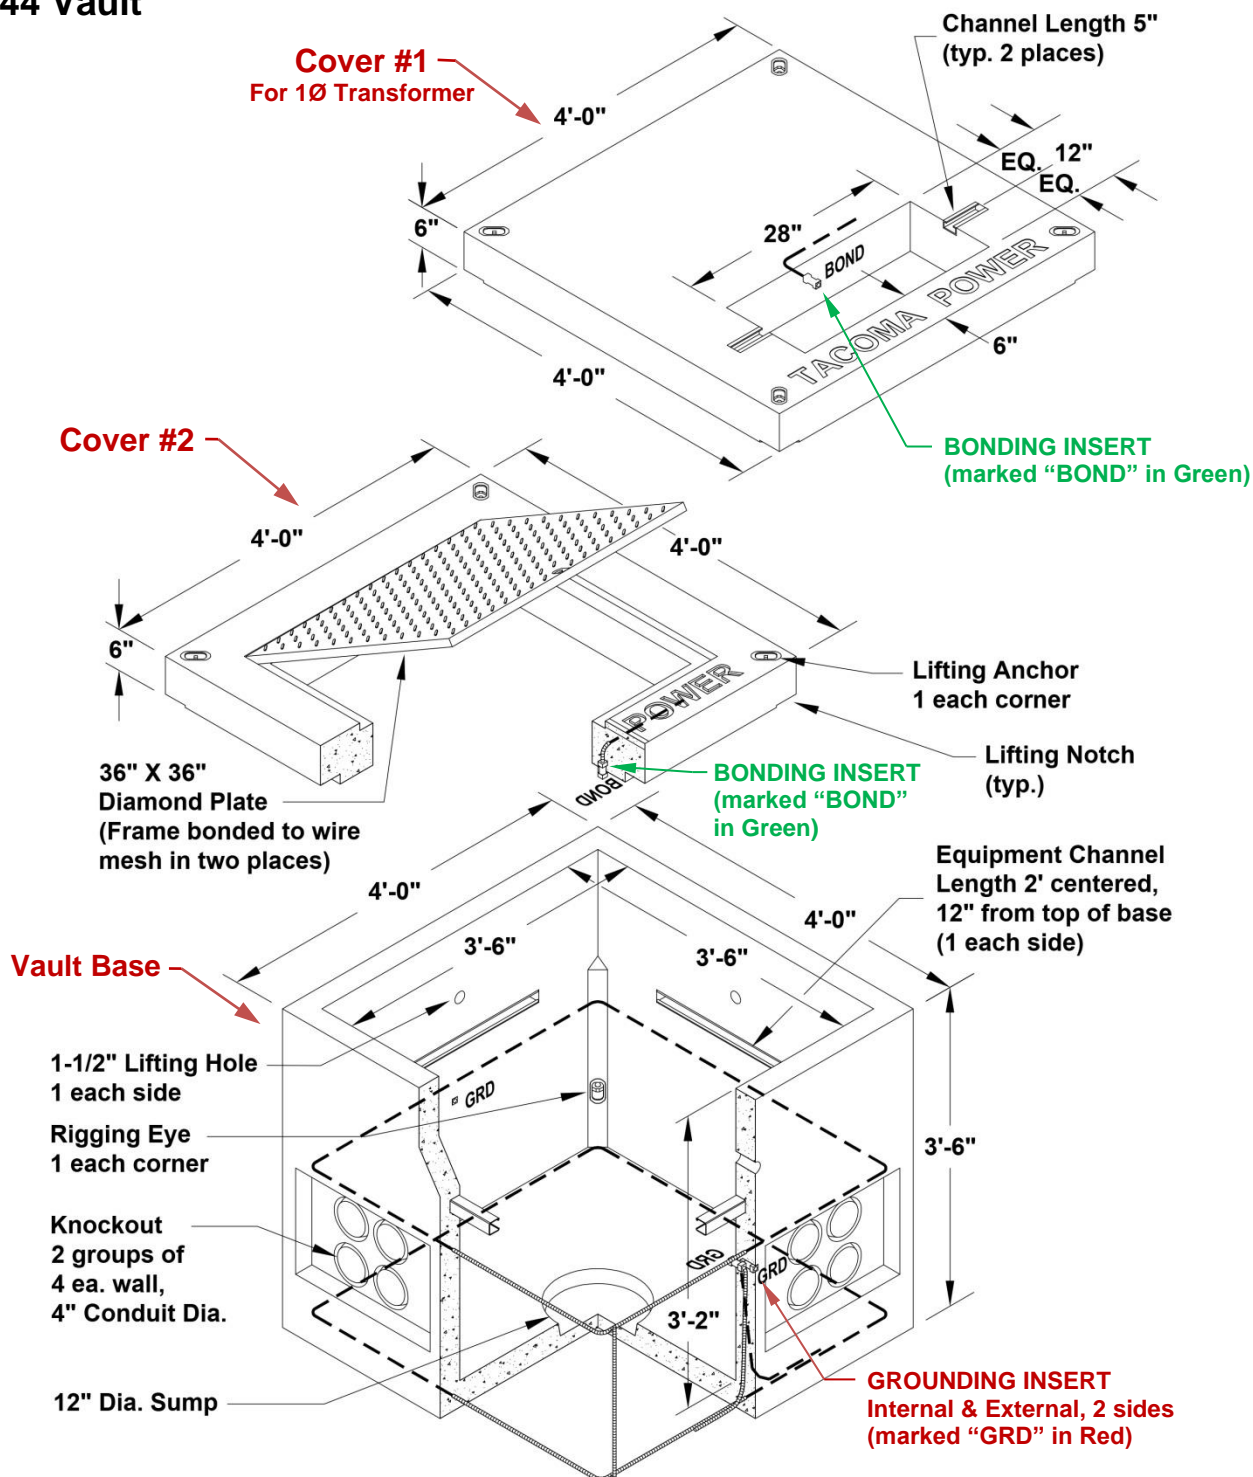 44 Vault
Channel Length 5"
(typ. 2 places)
Cover #1
For 1Ø Transformer
4'-0"
EQ. 12"
EQ.
6"
28"
BOND
TACOMA POWER
6"
4'-0"
BONDING INSERT
(marked “BOND” in Green)
Cover #2
4'-0"
4'-0"
6"
POWER
Lifting Anchor
1 each corner
Lifting Notch
(typ.)
36" X 36"
Diamond Plate
(Frame bonded to wire
mesh in two places)
BOND
BONDING INSERT
(marked “BOND”
in Green)
Equipment Channel
Length 2' centered,
12" from top of base
(1 each side)
4'-0"
4'-0"
3'-6"
3'-6"
Vault Base
1-1/2" Lifting Hole
1 each side
GRD
Rigging Eye
1 each corner
3'-6"
Knockout
2 groups of
4 ea. wall,
4" Conduit Dia.
GRD
GRD
3'-2"
12" Dia. Sump
GROUNDING INSERT
Internal & External, 2 sides
(marked “GRD” in Red)